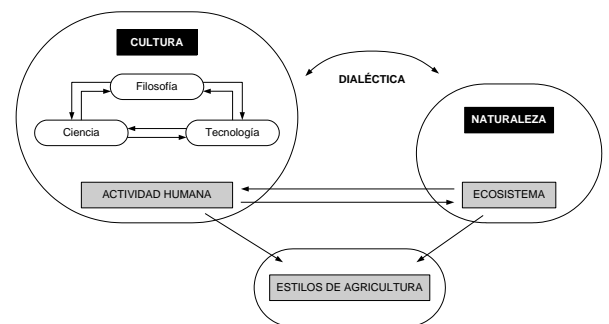 CULTURA
Filosofía
DIALÉCTICA
Ciencia
Tecnología
NATURALEZA
ACTIVIDAD HUMANA
ECOSISTEMA
ESTILOS DE AGRICULTURA